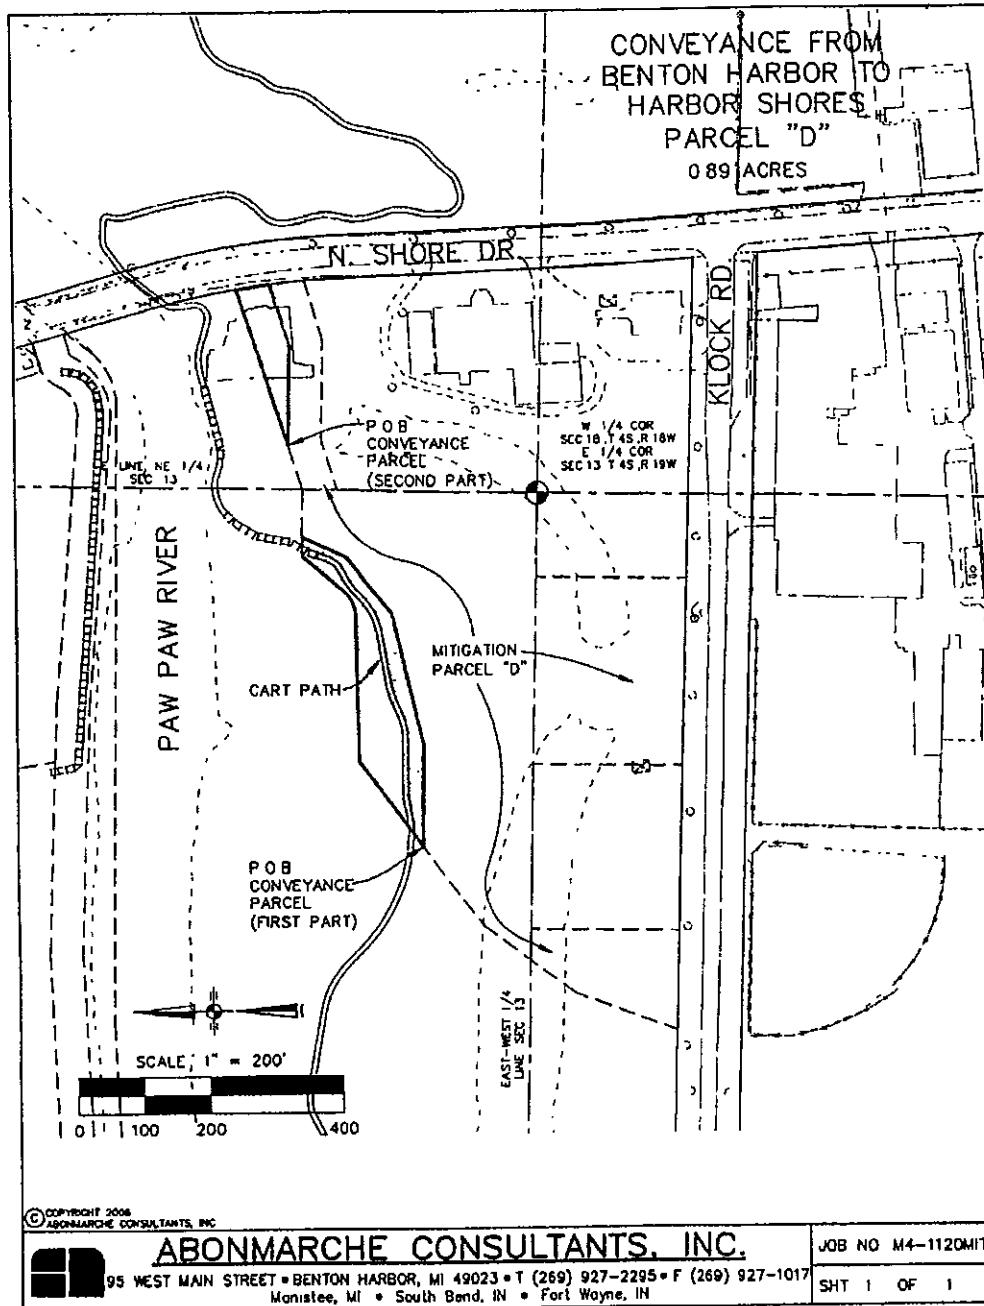 CONVEYANCE FROM
BENTON HARBOR TO
HARBOR SHORES
PARCEL "D"
0 89 ACRES
N. SHORE DR
KLOCK RD
P O B
CONVEYANCE
PARCEL
(SECOND PART)
W 1/4 COR
SEC 18, T 4S, R 18W
E 1/4 COR
SEC 13 T 4S, R 19W
LINE, NE 1/4
SEC 13
PAW PAW RIVER
MITIGATION
PARCEL "D"
CART PATH
P O B
CONVEYANCE
PARCEL
(FIRST PART)
EAST-WEST 1/4
LINE SEC 13
SCALE 1" = 200'
0 100 200 400
© COPYRIGHT 2006
ABONMARCHE CONSULTANTS, INC
ABONMARCHE CONSULTANTS, INC.
95 WEST MAIN STREET • BENTON HARBOR, MI 49023 • T (269) 927-2295 • F (269) 927-1017
Manistee, MI • South Bend, IN • Fort Wayne, IN
JOB NO M4-1120MIT
SHT 1 OF 1